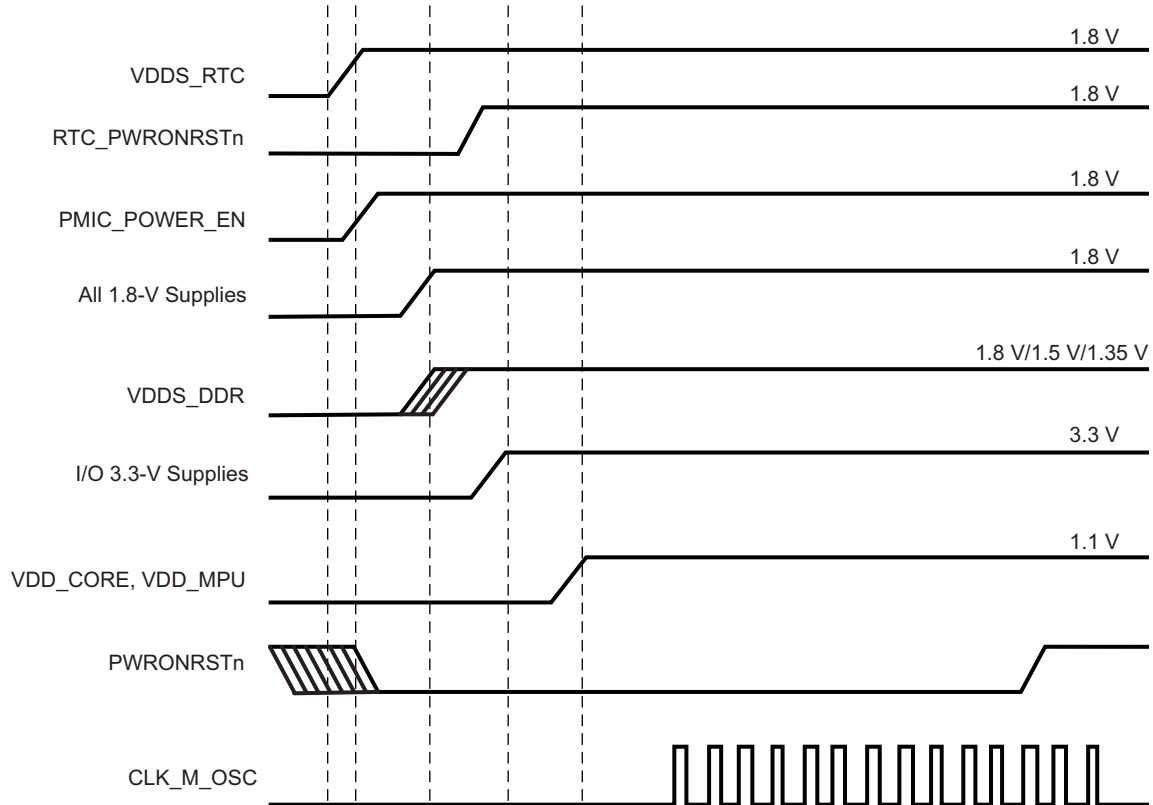 1.8 V
VDDS_RTC
1.8 V
RTC_PWRONRSTn
1.8 V
PMIC_POWER_EN
1.8 V
All 1.8-V Supplies
1.8 V/1.5 V/1.35 V
VDDS_DDR
3.3 V
I/O 3.3-V Supplies
1.1 V
VDD_CORE, VDD_MPU
PWRONRSTn
CLK_M_OSC